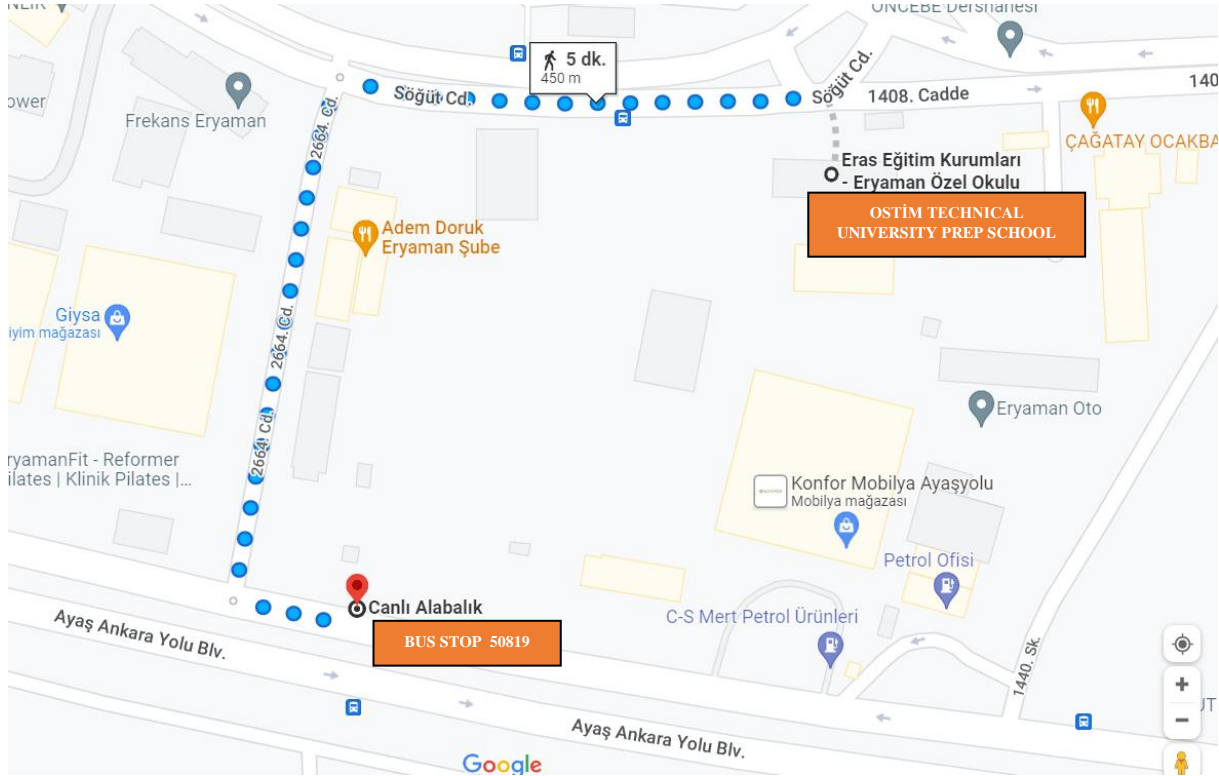 NLIK
ÖNCEBE Dershanesi
5 dk.
450 m
Söğüt Cd.
Söğüt Cd.
1408. Cadde
140
ower
Frekans Eryaman
2664. Cd.
ÇAĞATAY OCAKBA
Eras Eğitim Kurumları
- Eryaman Özel Okulu
OSTİM TECHNICAL
UNIVERSITY PREP SCHOOL
Adem Doruk
Eryaman Şube
Giysa
iyim mağazası
2664. Cd.
Eryaman Oto
2664. Cd.
ryamanFit - Reformer
ilates | Klinik Pilates |...
Konfor Mobilya Ayaşyolu
Mobilya mağazası
Petrol Ofisi
Canlı Alabalık
BUS STOP 50819
C-S Mert Petrol Ürünleri
Ayaş Ankara Yolu Blv.
1440. Sk.
Ayaş Ankara Yolu Blv.
UT
Google